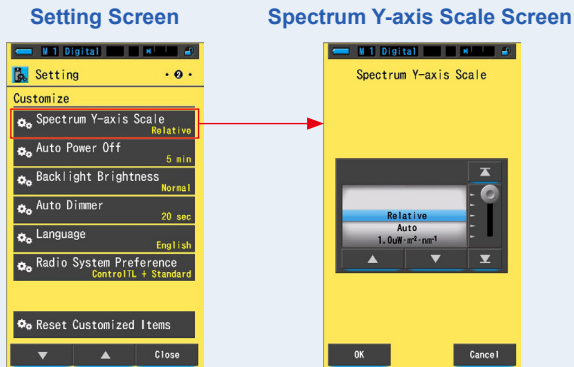 Setting Screen
M 1 Digital
Setting
· 2 ·
Customize
Spectrum Y-axis Scale
Relative
Auto Power Off
5 min
Backlight Brightness
Normal
Auto Dimmer
20 sec
Language
English
Radio System Preference
ControlTL + Standard
Reset Customized Items
▼ ▲ Close
Spectrum Y-axis Scale Screen
M 1 Digital
Spectrum Y-axis Scale
Relative
Auto
1.0uW·m²·nm⁻¹
OK Cancel